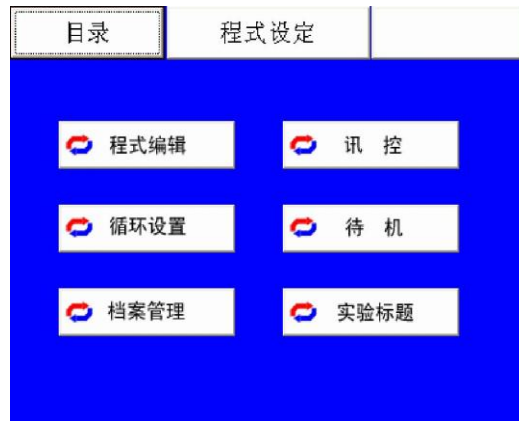 目录 程式设定
程式编辑 讯 控
循环设置 待 机
档案管理 实验标题